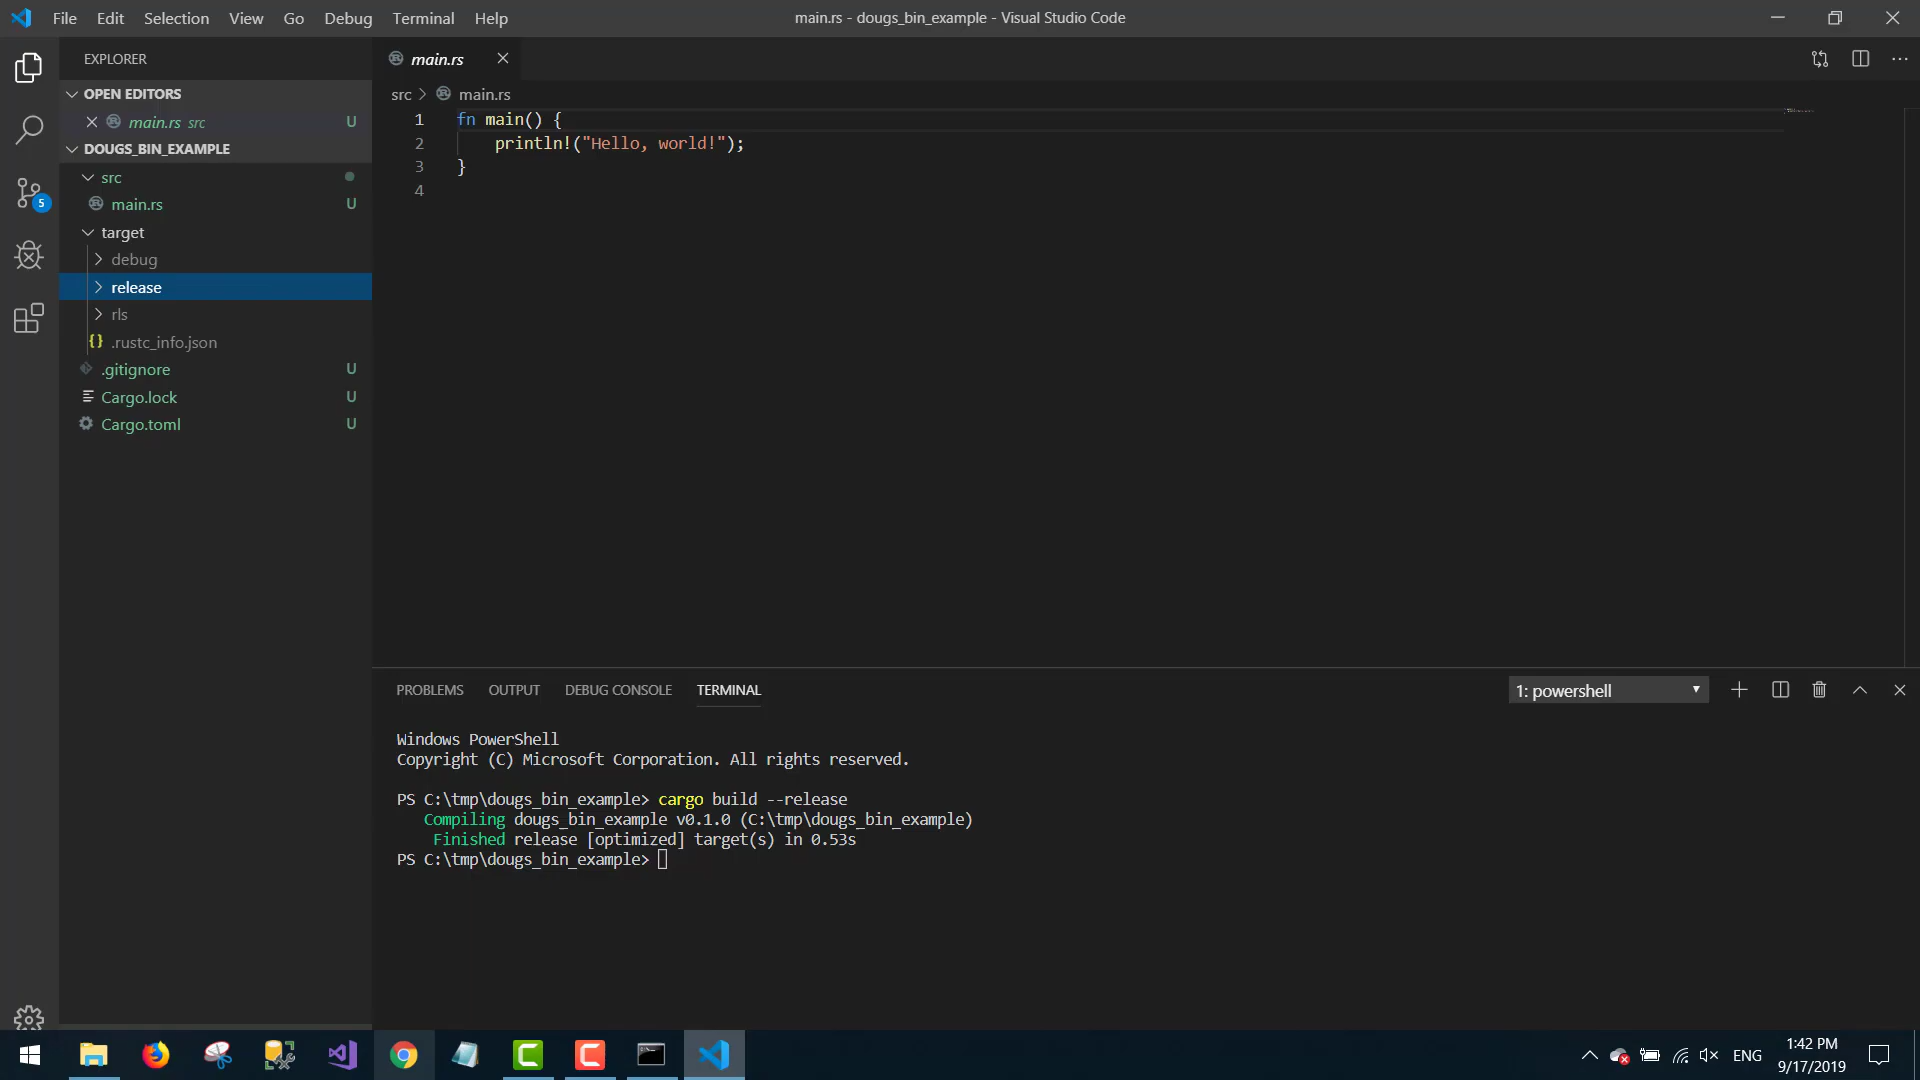 File Edit Selection View Go Debug Terminal Help
main.rs - dougs_bin_example - Visual Studio Code
EXPLORER
OPEN EDITORS
main.rs src U
DOUGS_BIN_EXAMPLE
src
main.rs U
target
debug
release
rls
{} .rustc_info.json
.gitignore U
Cargo.lock U
Cargo.toml U
5
main.rs
src > main.rs
1 fn main() {
2 println!("Hello, world!");
3 }
4
PROBLEMS OUTPUT DEBUG CONSOLE TERMINAL
1: powershell
Windows PowerShell
Copyright (C) Microsoft Corporation. All rights reserved.
PS C:\tmp\dougs_bin_example> cargo build --release
Compiling dougs_bin_example v0.1.0 (C:\tmp\dougs_bin_example)
Finished release [optimized] target(s) in 0.53s
PS C:\tmp\dougs_bin_example>
ENG
1:42 PM
9/17/2019